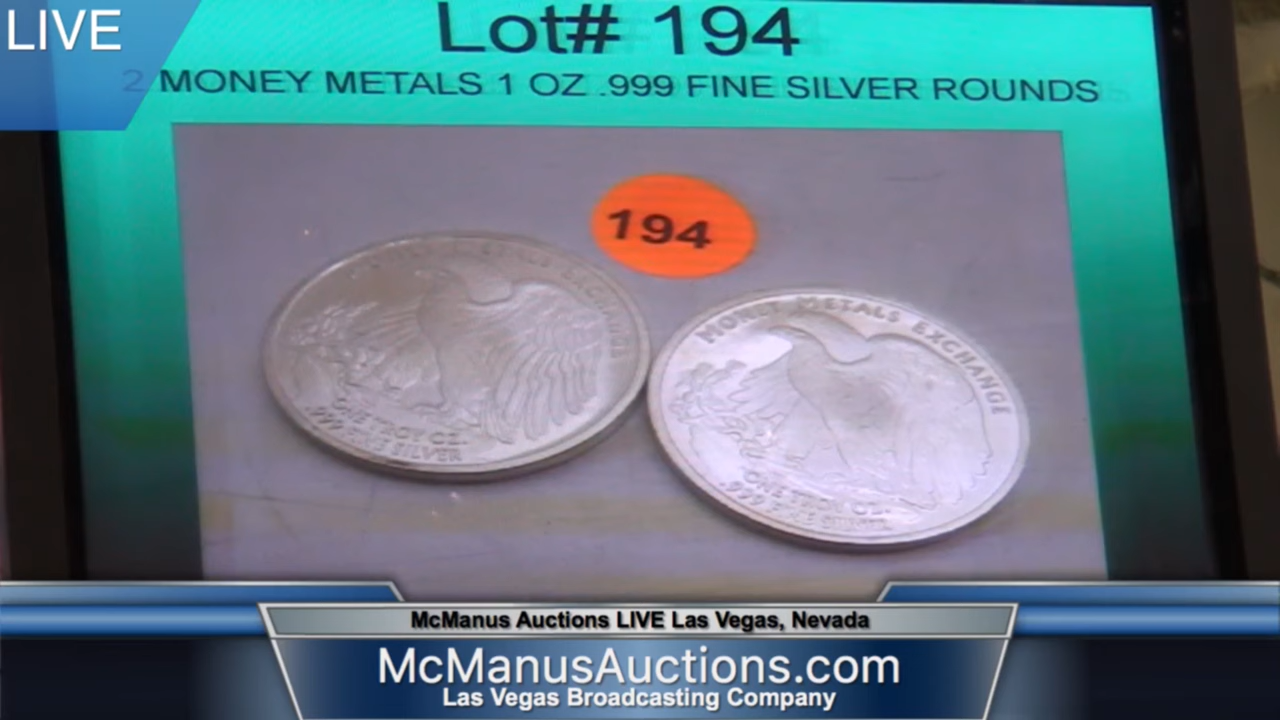 LIVE
Lot# 194
2 MONEY METALS 1 OZ .999 FINE SILVER ROUNDS
194
EXCHANGE
ONE TROY OZ.
.999 FINE SILVER
MONEY METALS EXCHANGE
ONE TROY OZ.
.999 FINE SILVER
McManus Auctions LIVE Las Vegas, Nevada
McManusAuctions.com
Las Vegas Broadcasting Company